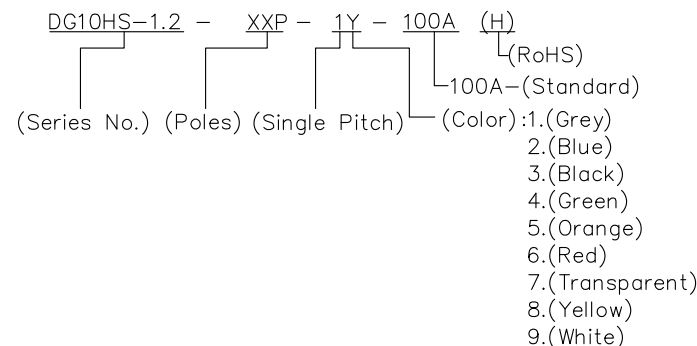 DG10HS-1.2 - XXP - 1Y - 100A (H)
(RoHS)
100A-(Standard)
(Series No.) (Poles) (Single Pitch) (Color):1.(Grey)
2.(Blue)
3.(Black)
4.(Green)
5.(Orange)
6.(Red)
7.(Transparent)
8.(Yellow)
9.(White)